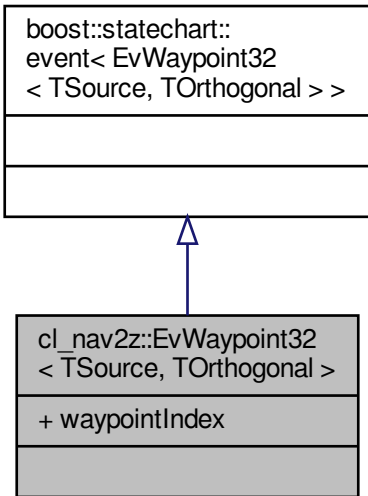 boost::statechart::
event< EvWaypoint32
< TSource, TOrthogonal > >
cl_nav2z::EvWaypoint32
< TSource, TOrthogonal >
+ waypointIndex